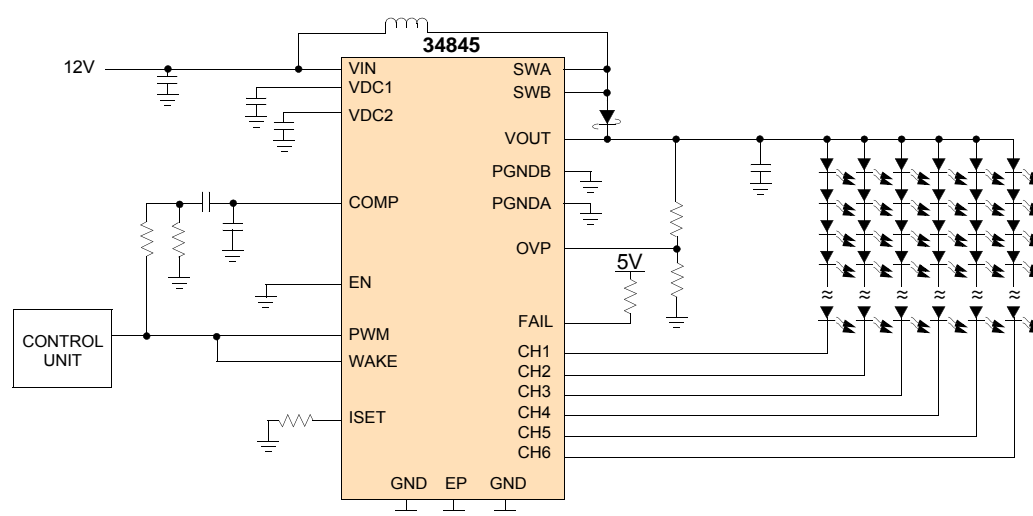 34845
12V
VIN
VDC1
VDC2
COMP
EN
PWM
WAKE
ISET
SWA
SWB
VOUT
PGNDB
PGNDA
OVP
5V
FAIL
CH1
CH2
CH3
CH4
CH5
CH6
CONTROL
UNIT
GND EP GND
≈ ≈ ≈ ≈ ≈ ≈